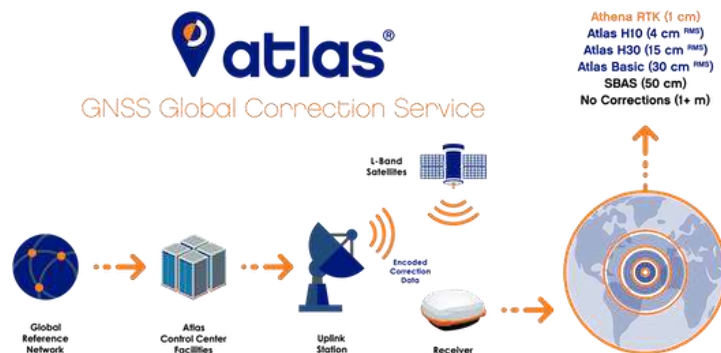 atlas®
GNSS Global Correction Service
Athena RTK (1 cm)
Atlas H10 (4 cm RMS)
Atlas H30 (15 cm RMS)
Atlas Basic (30 cm RMS)
SBAS (50 cm)
No Corrections (1+ m)
L-Band
Satellites
Encoded
Correction
Data
Global
Reference
Network
Atlas
Control Center
Facilities
Uplink
Station
Receiver